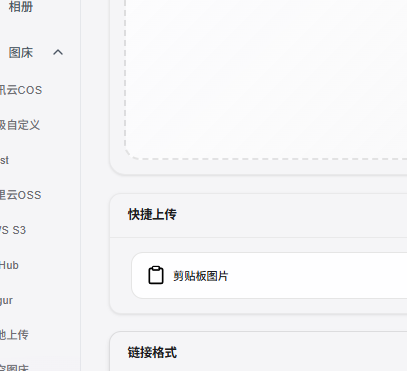 相册
图床
讯云COS
级自定义
st
里云OSS
/S S3
Hub
gur
地上传
快捷上传
剪贴板图片
链接格式